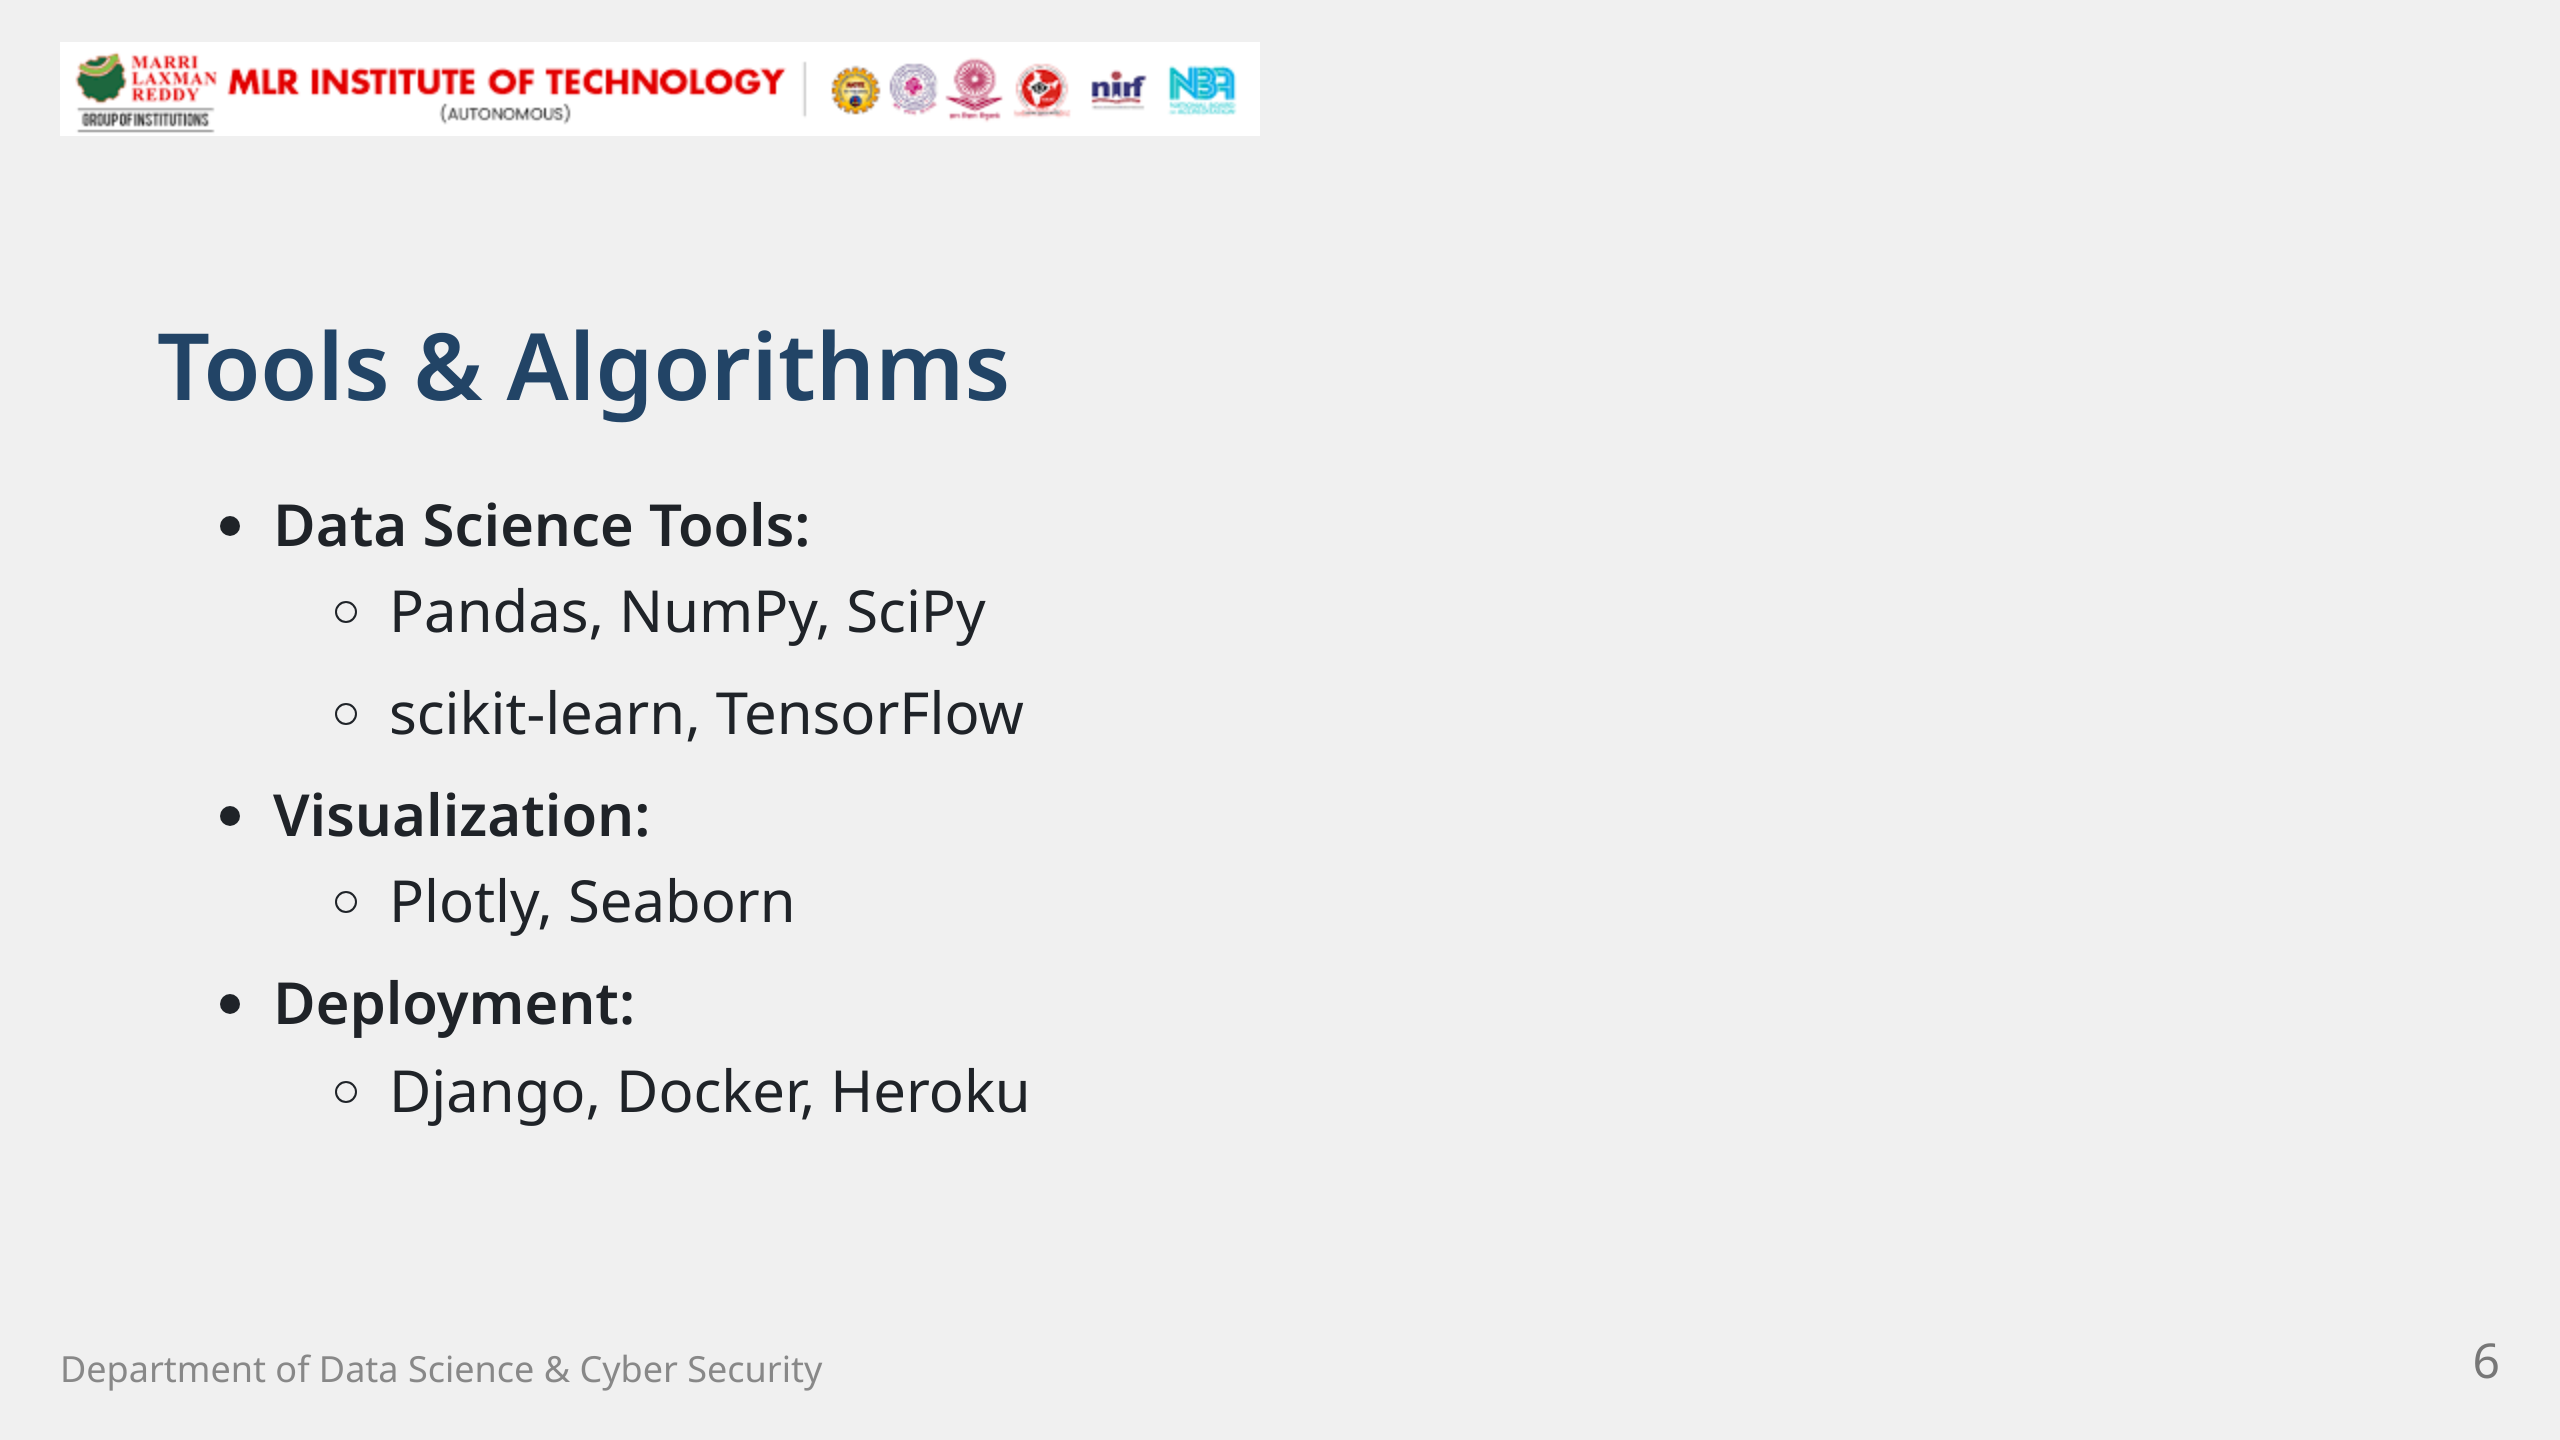 MARRI
LAXMAN
REDDY
GROUP OF INSTITUTIONS
MLR INSTITUTE OF TECHNOLOGY
(AUTONOMOUS)
nirf
NBA
NATIONAL BOARD
Tools & Algorithms
• Data Science Tools:
○ Pandas, NumPy, SciPy
○ scikit-learn, TensorFlow
• Visualization:
○ Plotly, Seaborn
• Deployment:
○ Django, Docker, Heroku
Department of Data Science & Cyber Security
6